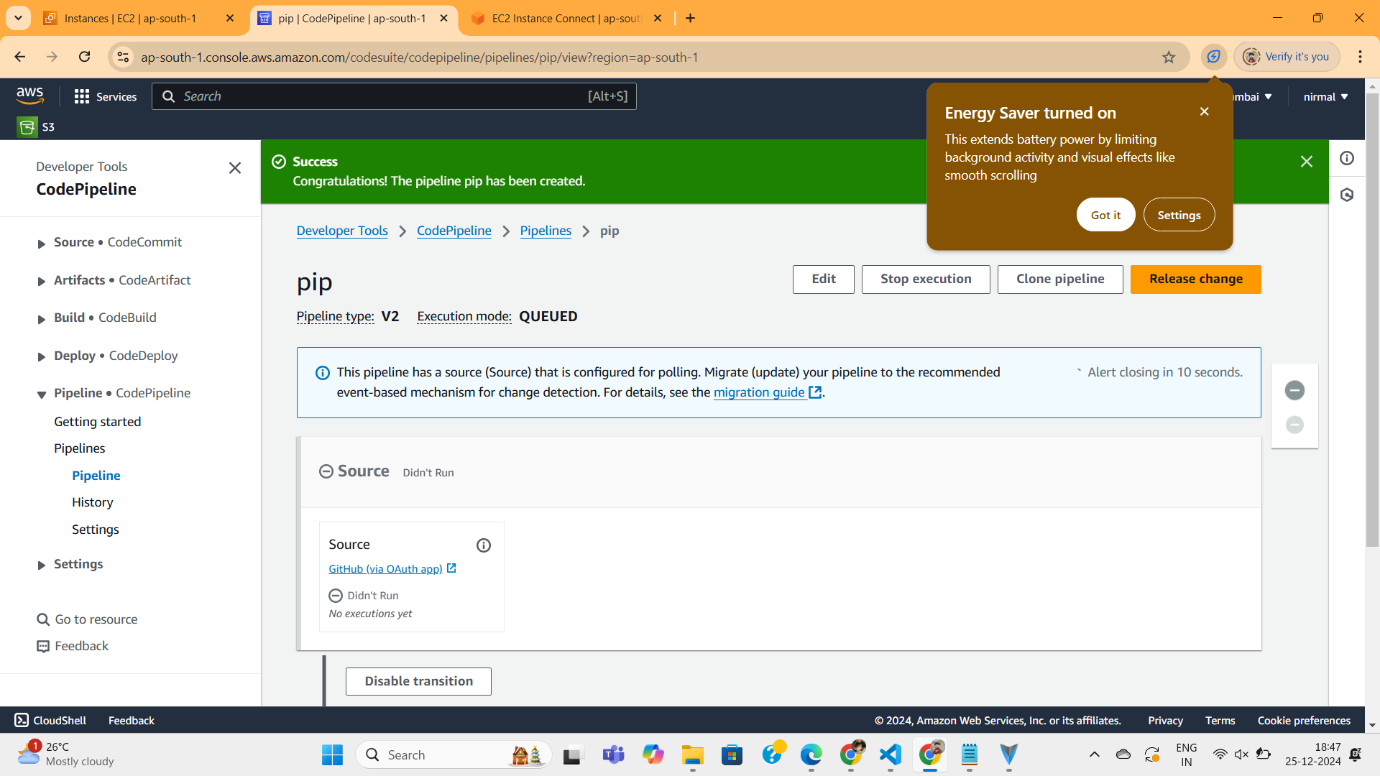 Instances | EC2 | ap-south-1
pip | CodePipeline | ap-south-1
EC2 Instance Connect | ap-sout
ap-south-1.console.aws.amazon.com/codesuite/codepipeline/pipelines/pip/view?region=ap-south-1
Verify it's you
aws
Services
Search
[Alt+S]
mbai
nirmal
S3
Energy Saver turned on
This extends battery power by limiting
background activity and visual effects like
smooth scrolling
Got it
Settings
Developer Tools
CodePipeline
Source • CodeCommit
Artifacts • CodeArtifact
Build • CodeBuild
Deploy • CodeDeploy
Pipeline • CodePipeline
Getting started
Pipelines
Pipeline
History
Settings
Settings
Go to resource
Feedback
Success
Congratulations! The pipeline pip has been created.
Developer Tools > CodePipeline > Pipelines > pip
pip
Edit
Stop execution
Clone pipeline
Release change
Pipeline type: V2 Execution mode: QUEUED
This pipeline has a source (Source) that is configured for polling. Migrate (update) your pipeline to the recommended
event-based mechanism for change detection. For details, see the migration guide.
Alert closing in 10 seconds.
Source Didn't Run
Source
GitHub (via OAuth app)
Didn't Run
No executions yet
Disable transition
CloudShell
Feedback
© 2024, Amazon Web Services, Inc. or its affiliates.
Privacy
Terms
Cookie preferences
1
26°C
Mostly cloudy
Search
ENG
IN
18:47
25-12-2024